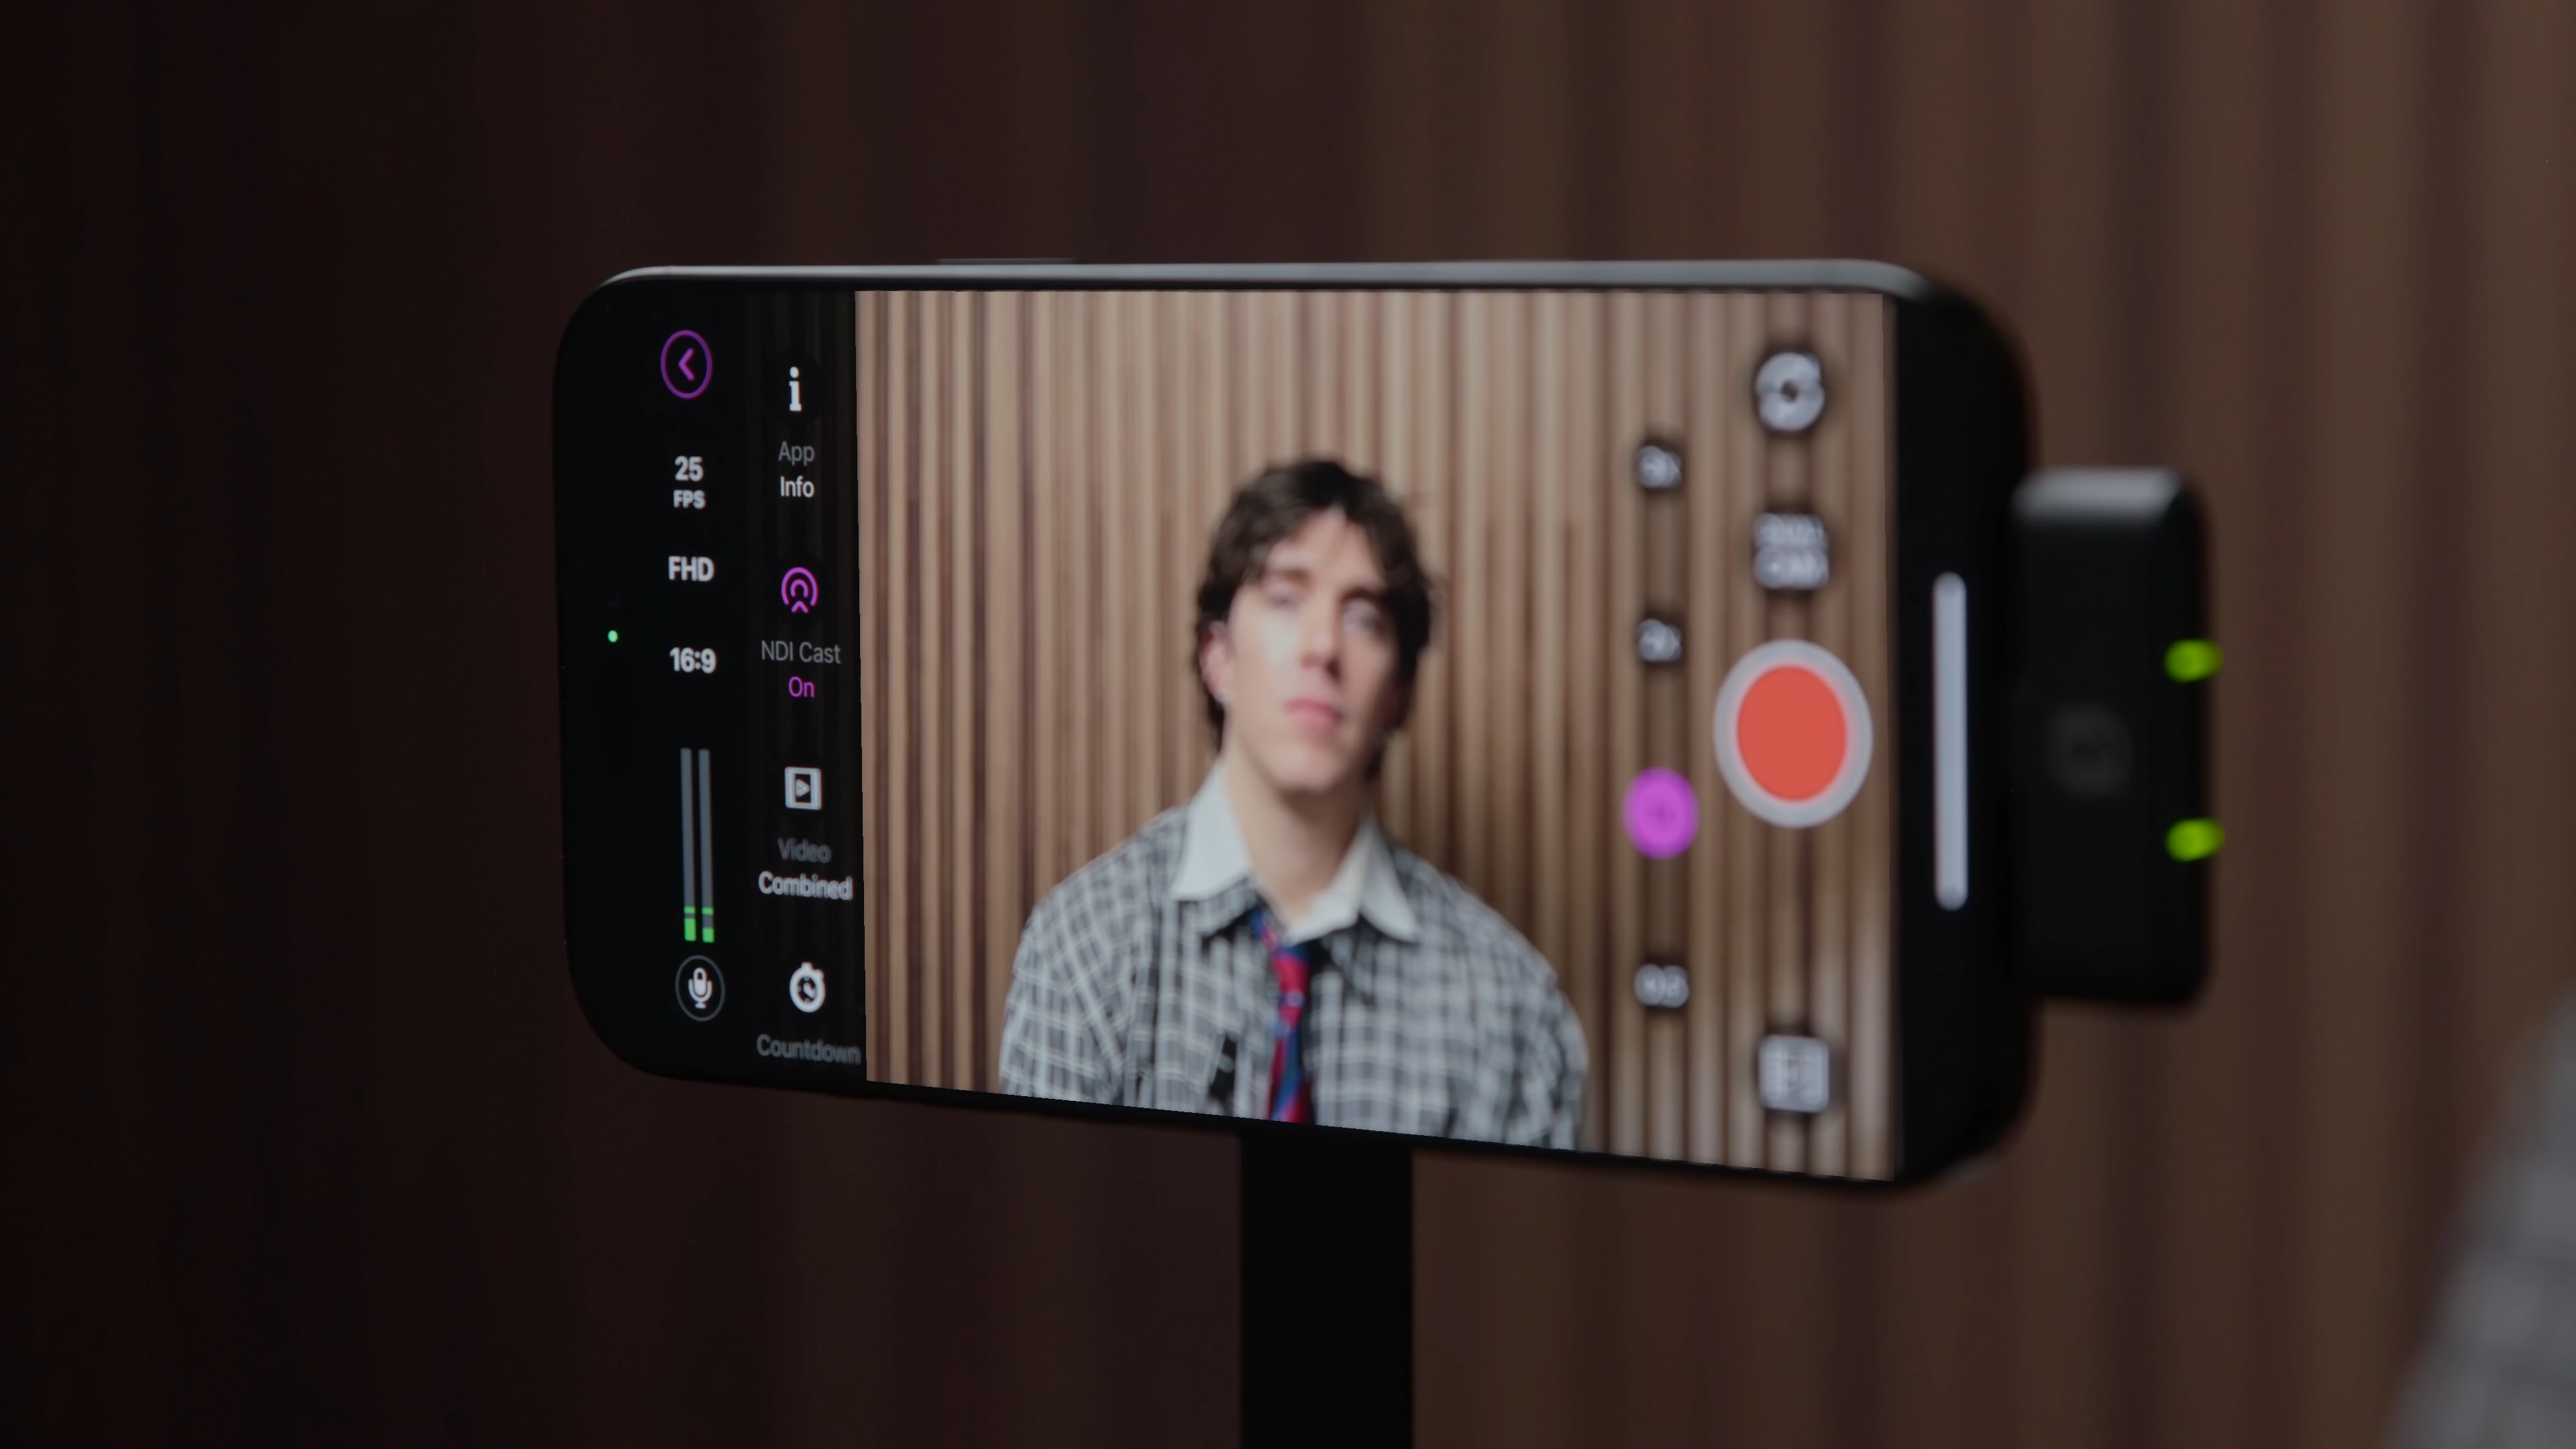 25
FPS
FHD
16:9
App
Info
NDI Cast
On
Video
Combined
Countdown